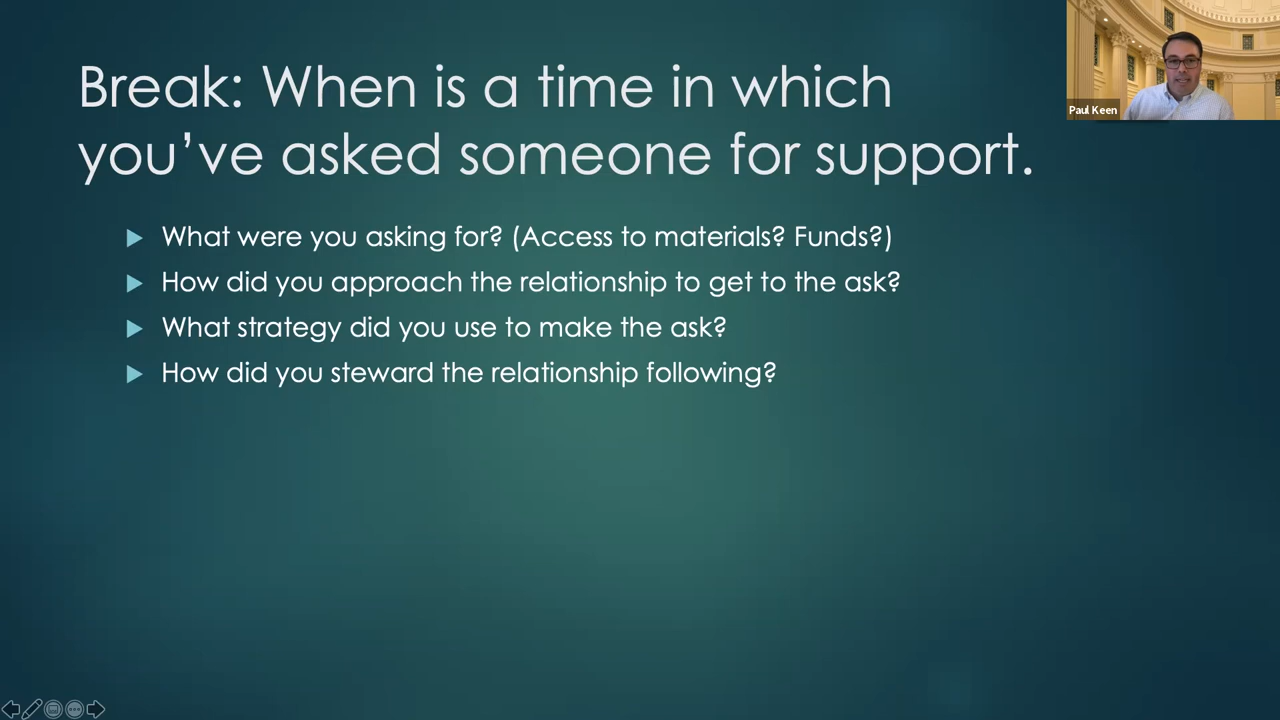 Break: When is a time in which
you’ve asked someone for support.
Paul Keen
What were you asking for? (Access to materials? Funds?)
How did you approach the relationship to get to the ask?
What strategy did you use to make the ask?
How did you steward the relationship following?